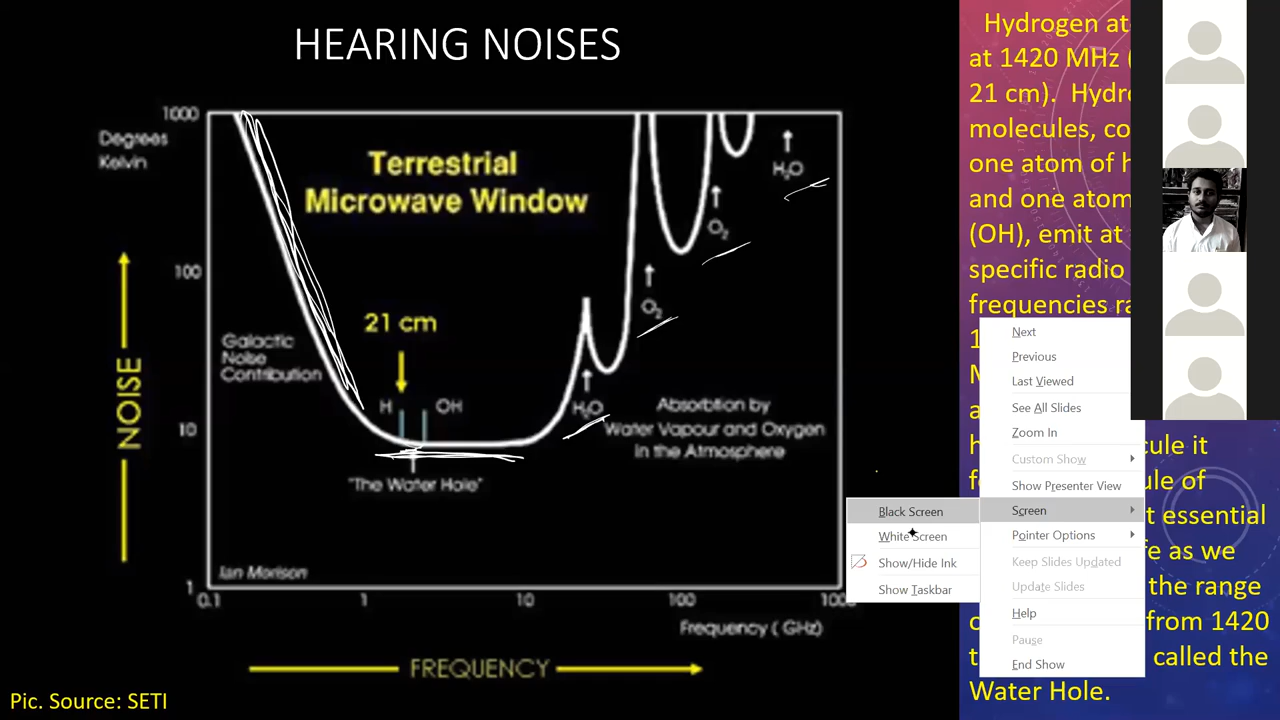 HEARING NOISES
1000
Degrees
Kelvin
Terrestrial
Microwave Window
H₂O
O₂
100
O₂
21 cm
Galactic
Noise
Contribution
H
OH
H₂O
Absorbtion by
Water Vapour and Oxygen
in the Atmosphere
10
"The Water Hole"
Ian Morison
1
0.1
1
10
100
Frequency ( GHz)
NOISE
FREQUENCY
Pic. Source: SETI
Hydrogen
at 1420 MHz (
21 cm).
molecules,
one atom of
and one atom
(OH), emit at
specific radio
frequencies
cule it
t essential
the range
from 1420
called the
Water Hole.
Next
Previous
Last Viewed
See All Slides
Zoom In
Custom Show
Show Presenter View
Screen
Pointer Options
Keep Slides Updated
Update Slides
Help
Pause
End Show
Black Screen
White Screen
Show/Hide Ink
Show Taskbar